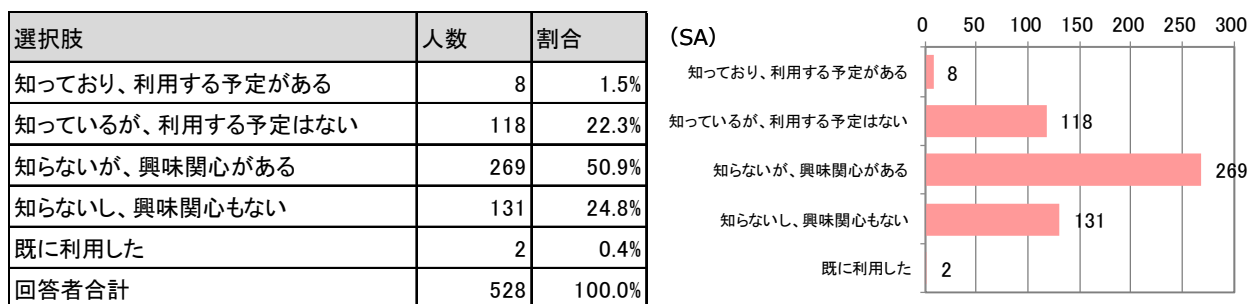 選択肢 人数 割合
知っており、利用する予定がある 8 1.5%
知っているが、利用する予定はない 118 22.3%
知らないが、興味関心がある 269 50.9%
知らないし、興味関心もない 131 24.8%
既に利用した 2 0.4%
回答者合計 528 100.0%
(SA)
0 50 100 150 200 250 300
知っており、利用する予定がある 8
知っているが、利用する予定はない 118
知らないが、興味関心がある 269
知らないし、興味関心もない 131
既に利用した 2